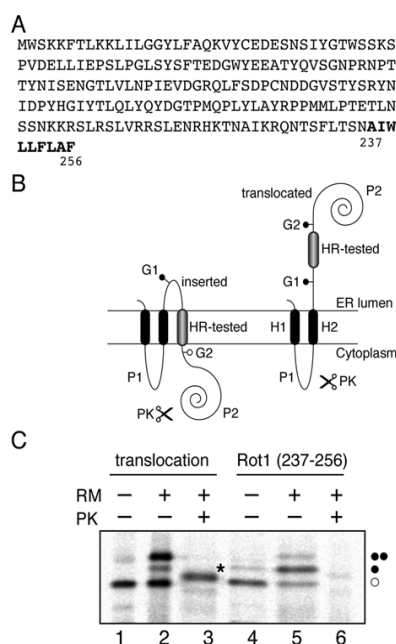 A
MWSKKFTLKKLILGGYLFAQKVYCEDESNSIYGTWSSKS
PVDELLIEPSLPGLSYSFTEDGWYEEATYQVSGNPRNPT
TYNISENGTLVLNPIEVDGRQLFSDPCNDGVSTYSRYN
IDPYHGIYTLQLYQYDGTPMQPLYLAYRDPPMMLPTETLN
SSNKKRSLRSLVRRSLENRHKTNAIKRQNTSFLTSNAIW
237
LLFLAF
256
B
translocated
P2
G2
HR-tested
G1
inserted
G1
ER lumen
HR-tested
H1
H2
G2
Cytoplasm
P1
P1
PK
PK
P2
C
translocation Rot1 (237-256)
RM − + + − + +
PK + +
*
1 2 3 4 5 6